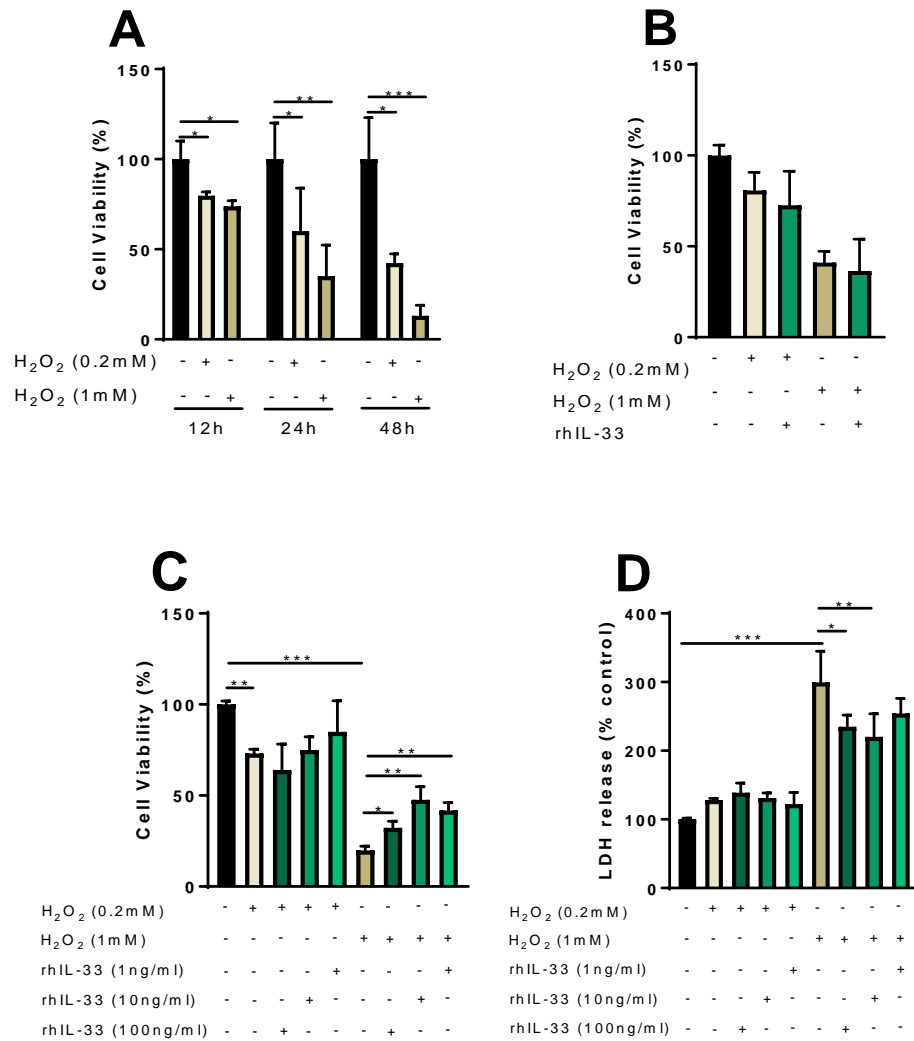 A
Cell Viability (%)
150
100
50
0
* * * * *
* * * *
H2O2 (0.2mM) - + - - + - - + -
H2O2 (1mM) - - + - - + - - +
12h 24h 48h
B
Cell Viability (%)
150
100
50
0
H2O2 (0.2mM) - + + - -
H2O2 (1mM) - - - + +
rhIL-33 - - + - +
C
Cell Viability (%)
150
100
50
0
* * *
* *
* *
* *
*
H2O2 (0.2mM) - + + + + - - - -
H2O2 (1mM) - - - - - + + + +
rhIL-33 (1ng/ml) - - - - + - - - +
rhIL-33 (10ng/ml) - - - + - - - + -
rhIL-33 (100ng/ml) - - + - - - + - -
D
LDH release (% control)
400
300
200
100
0
* *
*
* * *
H2O2 (0.2mM) - + + + + - - - -
H2O2 (1mM) - - - - - + + + +
rhIL-33 (1ng/ml) - - - - + - - - +
rhIL-33 (10ng/ml) - - - + - - - + -
rhIL-33 (100ng/ml) - - + - - - + - -